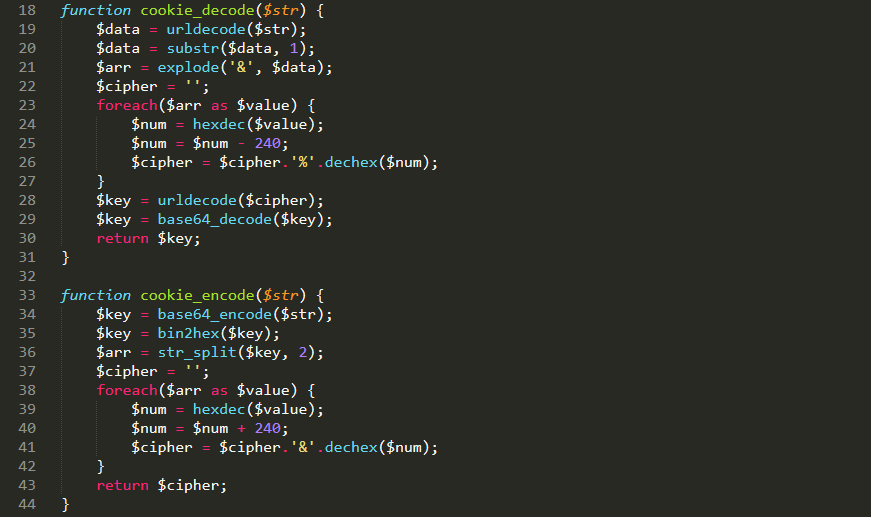 18 function cookie_decode($str) {
19     $data = urldecode($str);
20     $data = substr($data, 1);
21     $arr = explode('&', $data);
22     $cipher = '';
23     foreach($arr as $value) {
24         $num = hexdec($value);
25         $num = $num - 240;
26         $cipher = $cipher.'%'.dechex($num);
27     }
28     $key = urldecode($cipher);
29     $key = base64_decode($key);
30     return $key;
31 }
32
33 function cookie_encode($str) {
34     $key = base64_encode($str);
35     $key = bin2hex($key);
36     $arr = str_split($key, 2);
37     $cipher = '';
38     foreach($arr as $value) {
39         $num = hexdec($value);
40         $num = $num + 240;
41         $cipher = $cipher.'&'.dechex($num);
42     }
43     return $cipher;
44 }